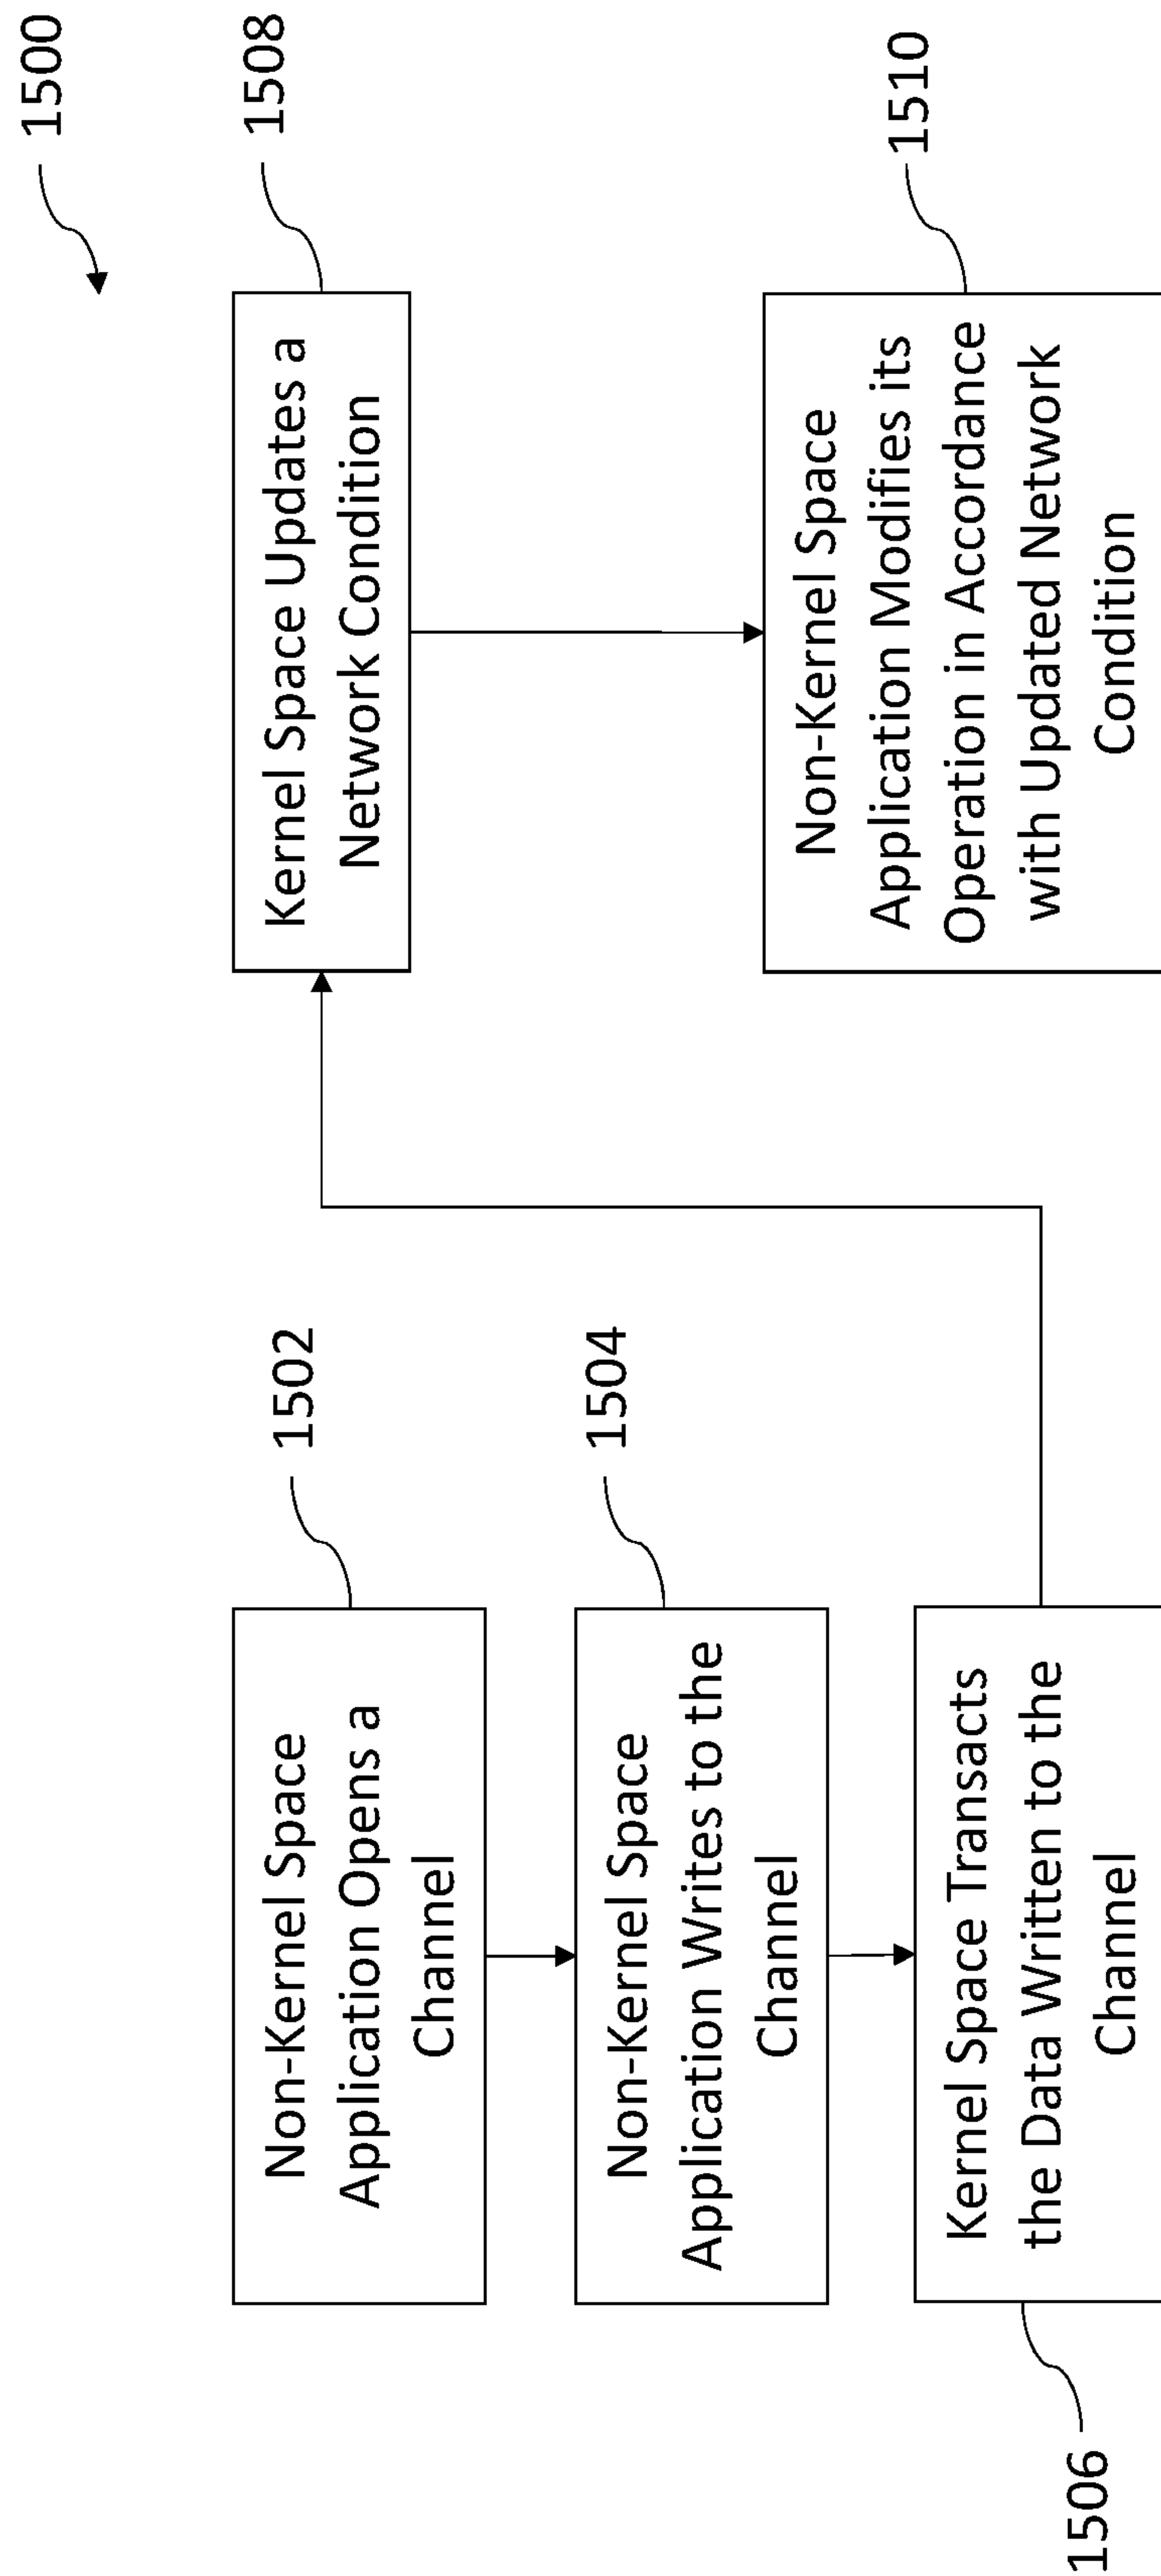 1500
Non-Kernel Space
Application Opens a
Channel
1502
Non-Kernel Space
Application Writes to the
Channel
1504
Kernel Space Transacts
the Data Written to the
Channel
1506
Kernel Space Updates a
Network Condition
1508
Non-Kernel Space
Application Modifies its
Operation in Accordance
with Updated Network
Condition
1510